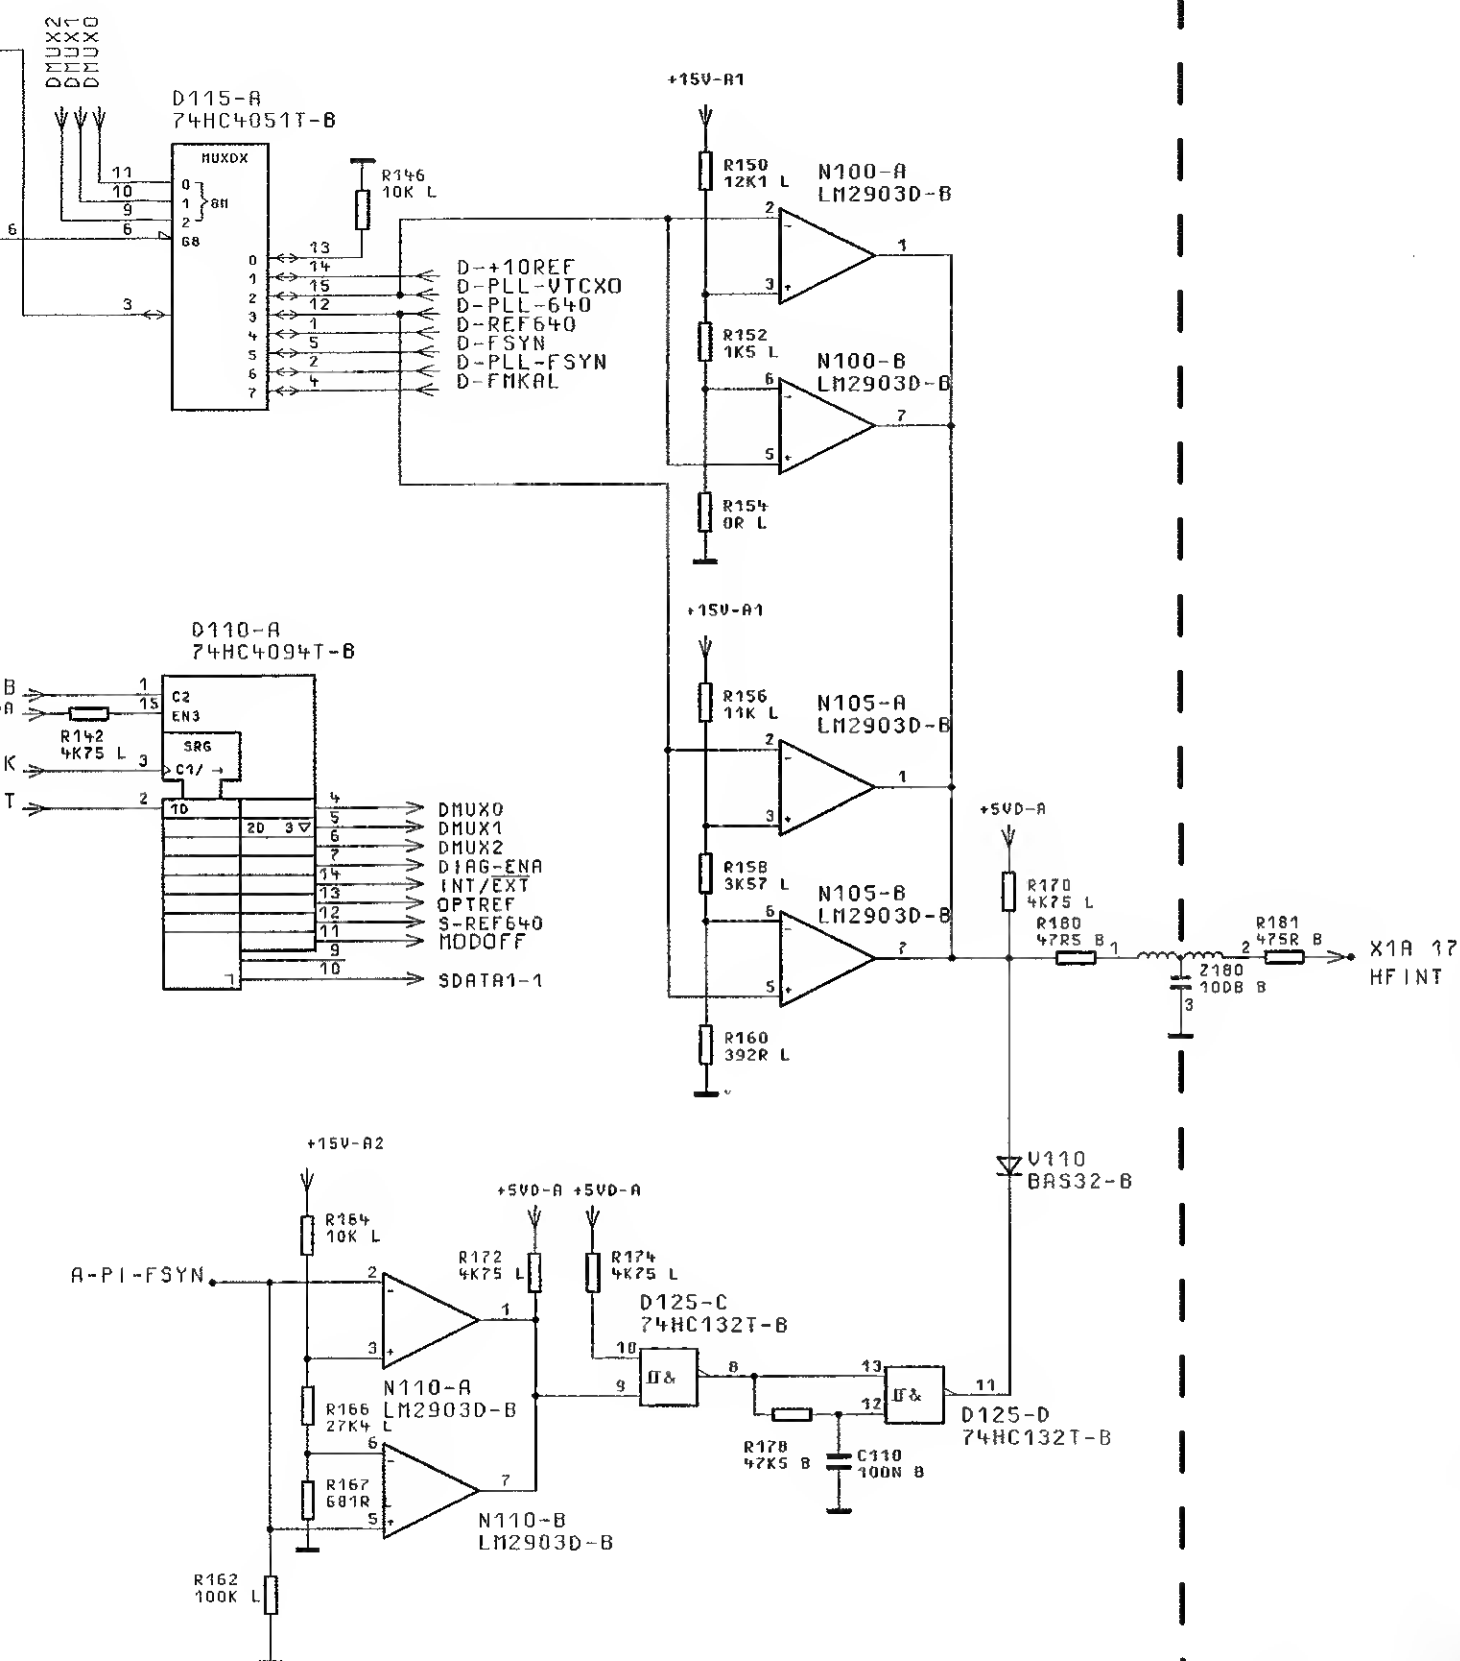 DMUX2
DMUX1
DMUX0
D115-A
74HC4051T-B
MUXDX
11
10
9
6
6
3
0
1
2
8M
G8
0
1
2
3
4
5
6
7
13
14
15
12
1
5
2
4
R146
10K L
D-+10REF
D-PLL-VTCXO
D-PLL-640
D-REF640
D-FSYN
D-PLL-FSYN
D-FMKAL
+15V-A1
R150
12K1 L
N100-A
LM2903D-B
2
-
3
+
1
R152
1K5 L
N100-B
LM2903D-B
6
-
5
+
7
R154
0R L
+15V-A1
R156
11K L
N105-A
LM2903D-B
2
-
3
+
1
R158
3K57 L
N105-B
LM2903D-B
6
-
5
+
7
R160
392R L
D110-A
74HC4094T-B
B
A
K
T
1
15
3
2
R142
4K75 L
C2
EN3
SRG
C1/→
1D
2D 3
4
5
6
7
14
13
12
11
9
10
DMUX0
DMUX1
DMUX2
DIAG-ENA
INT/EXT
OPTREF
S-REF640
MODOFF
SDATA1-1
+5VD-A
R170
4K75 L
R180
47R5 B
1
2
3
Z180
100B B
R181
475R B
X1A 17
HFINT
V110
BAS32-B
+15V-A2
R164
10K L
A-PI-FSYN
2
-
3
+
1
N110-A
LM2903D-B
R166
27K4 L
6
-
5
+
7
R167
681R L
N110-B
LM2903D-B
R162
100K L
+5VD-A
+5VD-A
R172
4K75 L
R174
4K75 L
D125-C
74HC132T-B
10
9
&
8
R178
47K5 B
C110
100N B
13
12
&
11
D125-D
74HC132T-B